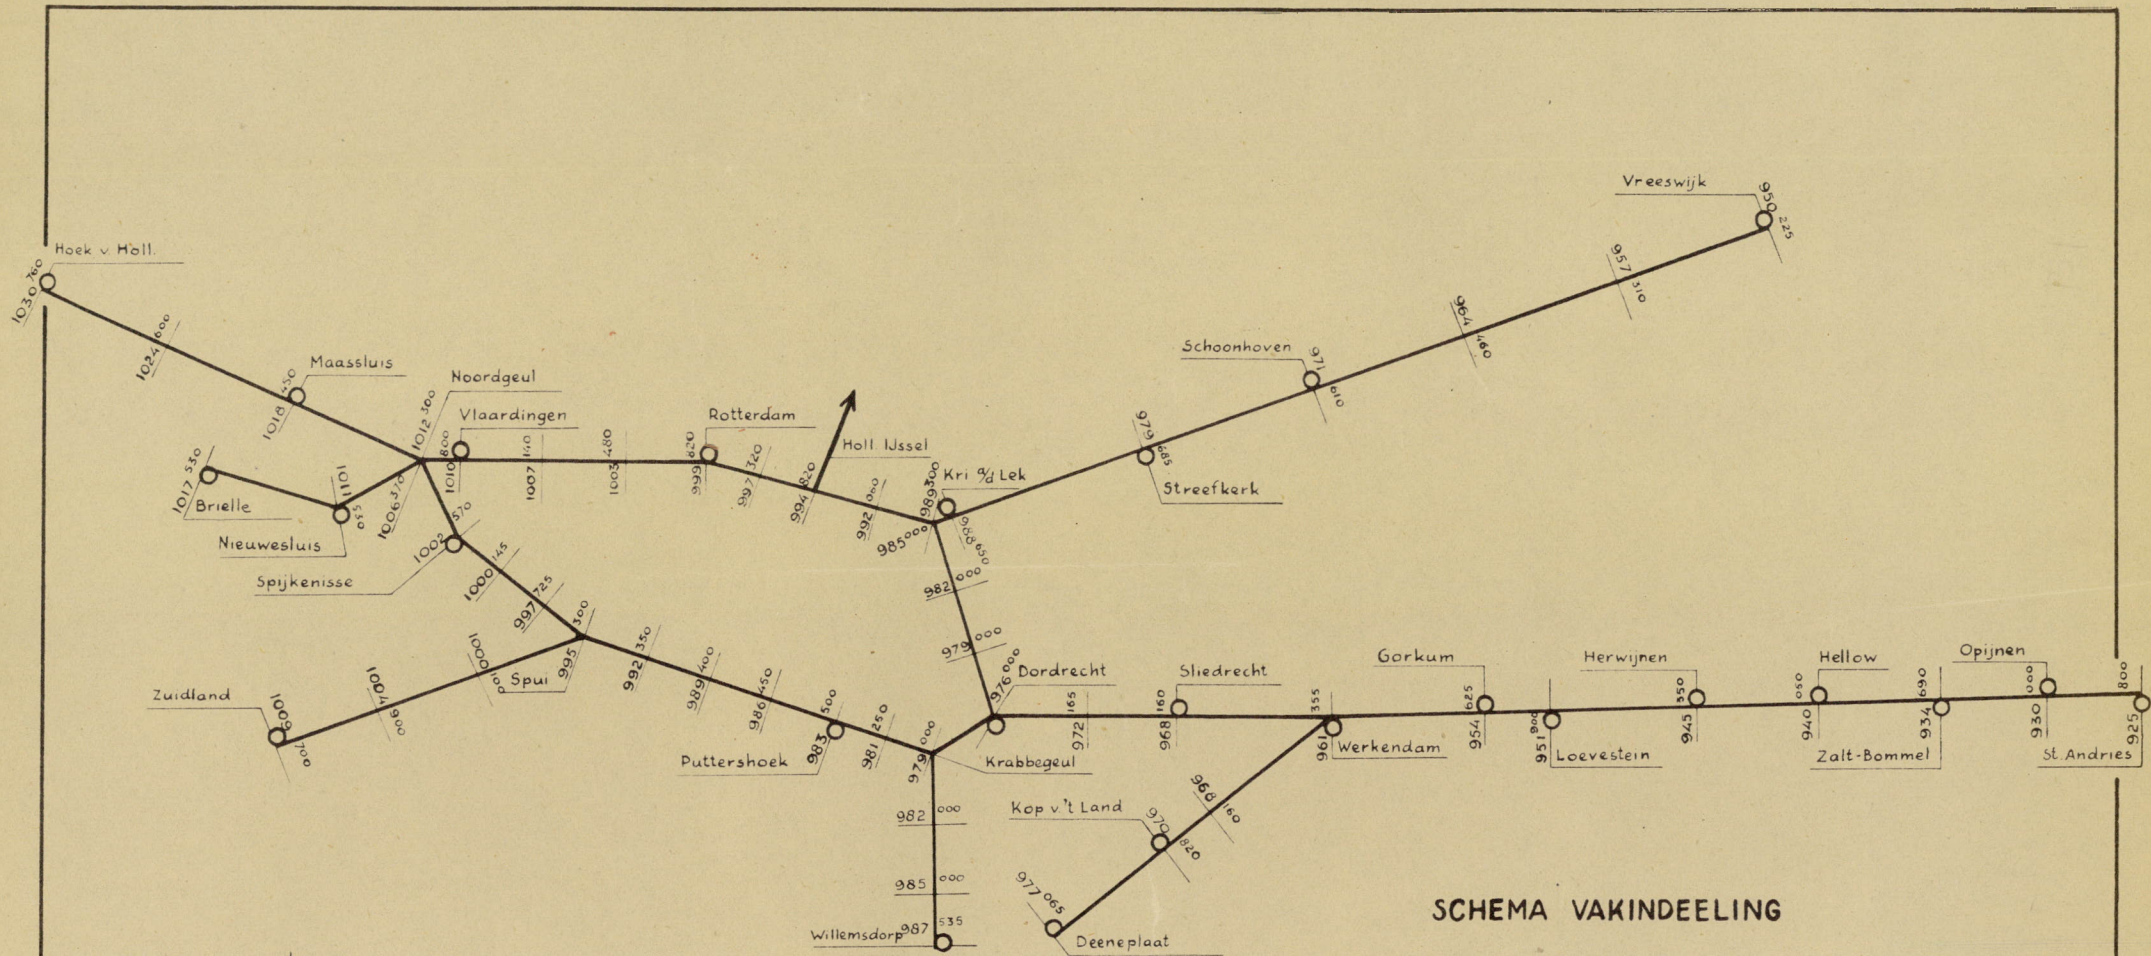 Vreeswijk
950 225
957 310
964 460
Schoonhoven
971 610
979 685
Streefkerk
Hoek v. Holl.
1030 760
1024 600
Maassluis
1018 450
Noordgeul
1012 300
Vlaardingen
1010 800
1007 140
1003 480
Rotterdam
999 820
997 320
Holl. IJssel
994 820
992 060
Kri a/d Lek
989 300
988 650
985 000
982 000
979 000
976 000
1017 530
Brielle
1011 530
Nieuwesluis
1006 370
1002 570
Spijkenisse
1000 145
997 725
995 300
Spui
1000 100
1004 900
Zuidland
1009 700
992 350
989 400
986 450
983 500
Puttershoek
981 250
979 000
Krabbegeul
982 000
985 000
987 535
Willemsdorp
Dordrecht
972 165
Sliedrecht
968 160
961 355
Werkendam
968 160
Kop v. 't Land
970 820
977 065
Deeneplaat
Gorkum
954 625
951 900
Loevestein
Herwijnen
945 350
Hellow
940 050
934 690
Zalt-Bommel
Opijnen
930 000
925 800
St. Andries
SCHEMA VAKINDEELING